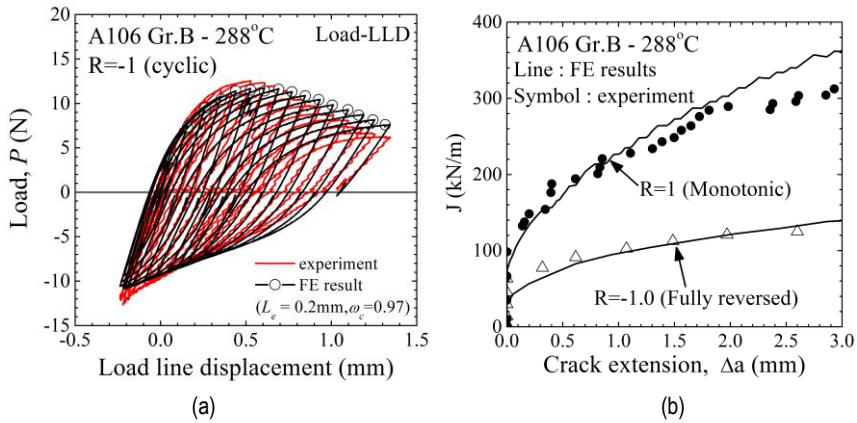 A106 Gr.B - 288°C
Load-LLD
R=-1 (cyclic)
Load, P (N)
20
15
10
5
0
-5
-10
-15
experiment
FE result
(Lₑ = 0.2mm,ω_c=0.97)
-0.5
0.0
0.5
1.0
1.5
Load line displacement (mm)
(a)
A106 Gr.B - 288°C
Line : FE results
Symbol : experiment
J (kN/m)
400
300
200
100
0
R=1 (Monotonic)
R=-1.0 (Fully reversed)
0.0
0.5
1.0
1.5
2.0
2.5
3.0
Crack extension, Δa (mm)
(b)